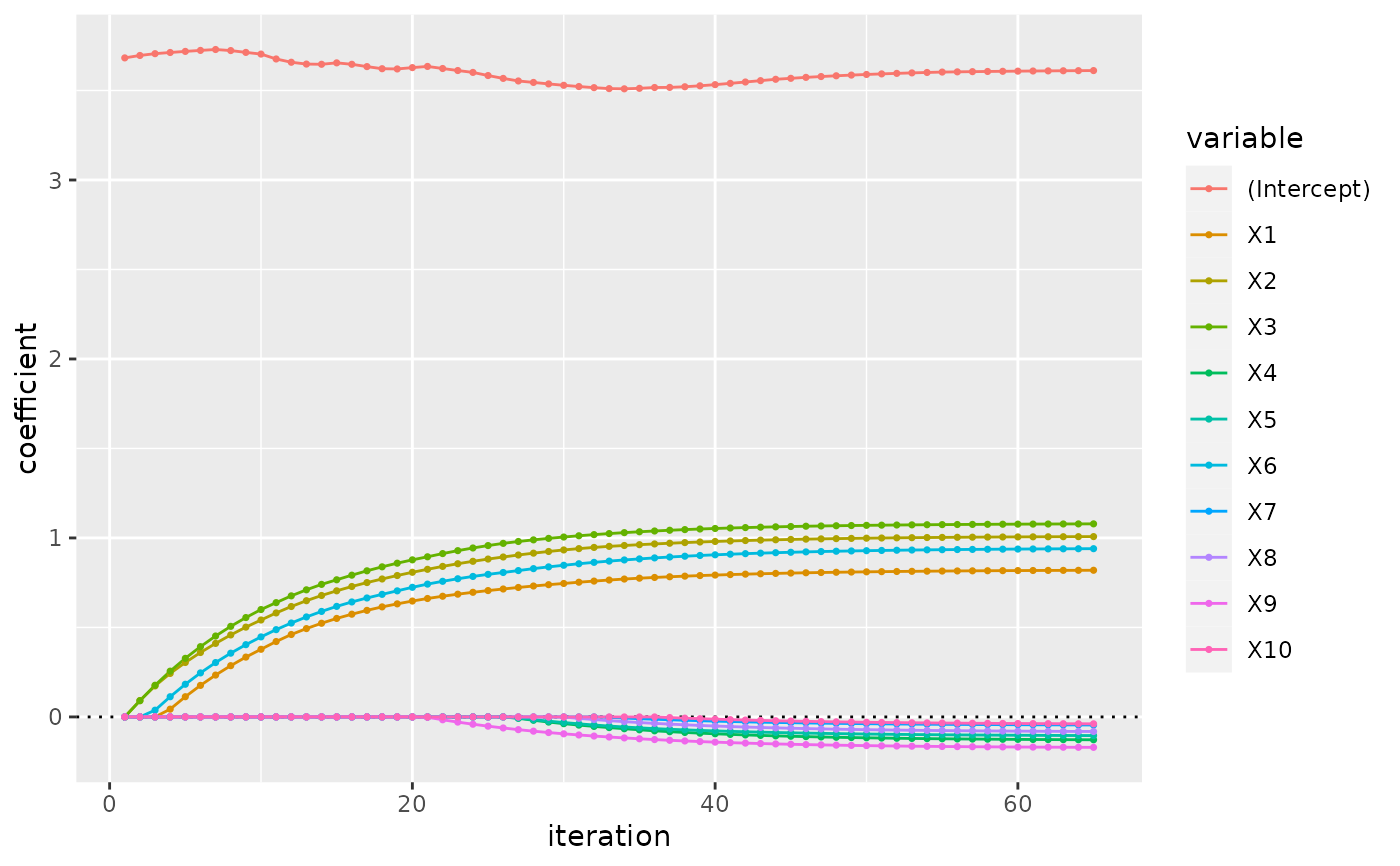 coefficient
3
2
1
0
0
20
40
60
iteration
variable
(Intercept)
X1
X2
X3
X4
X5
X6
X7
X8
X9
X10